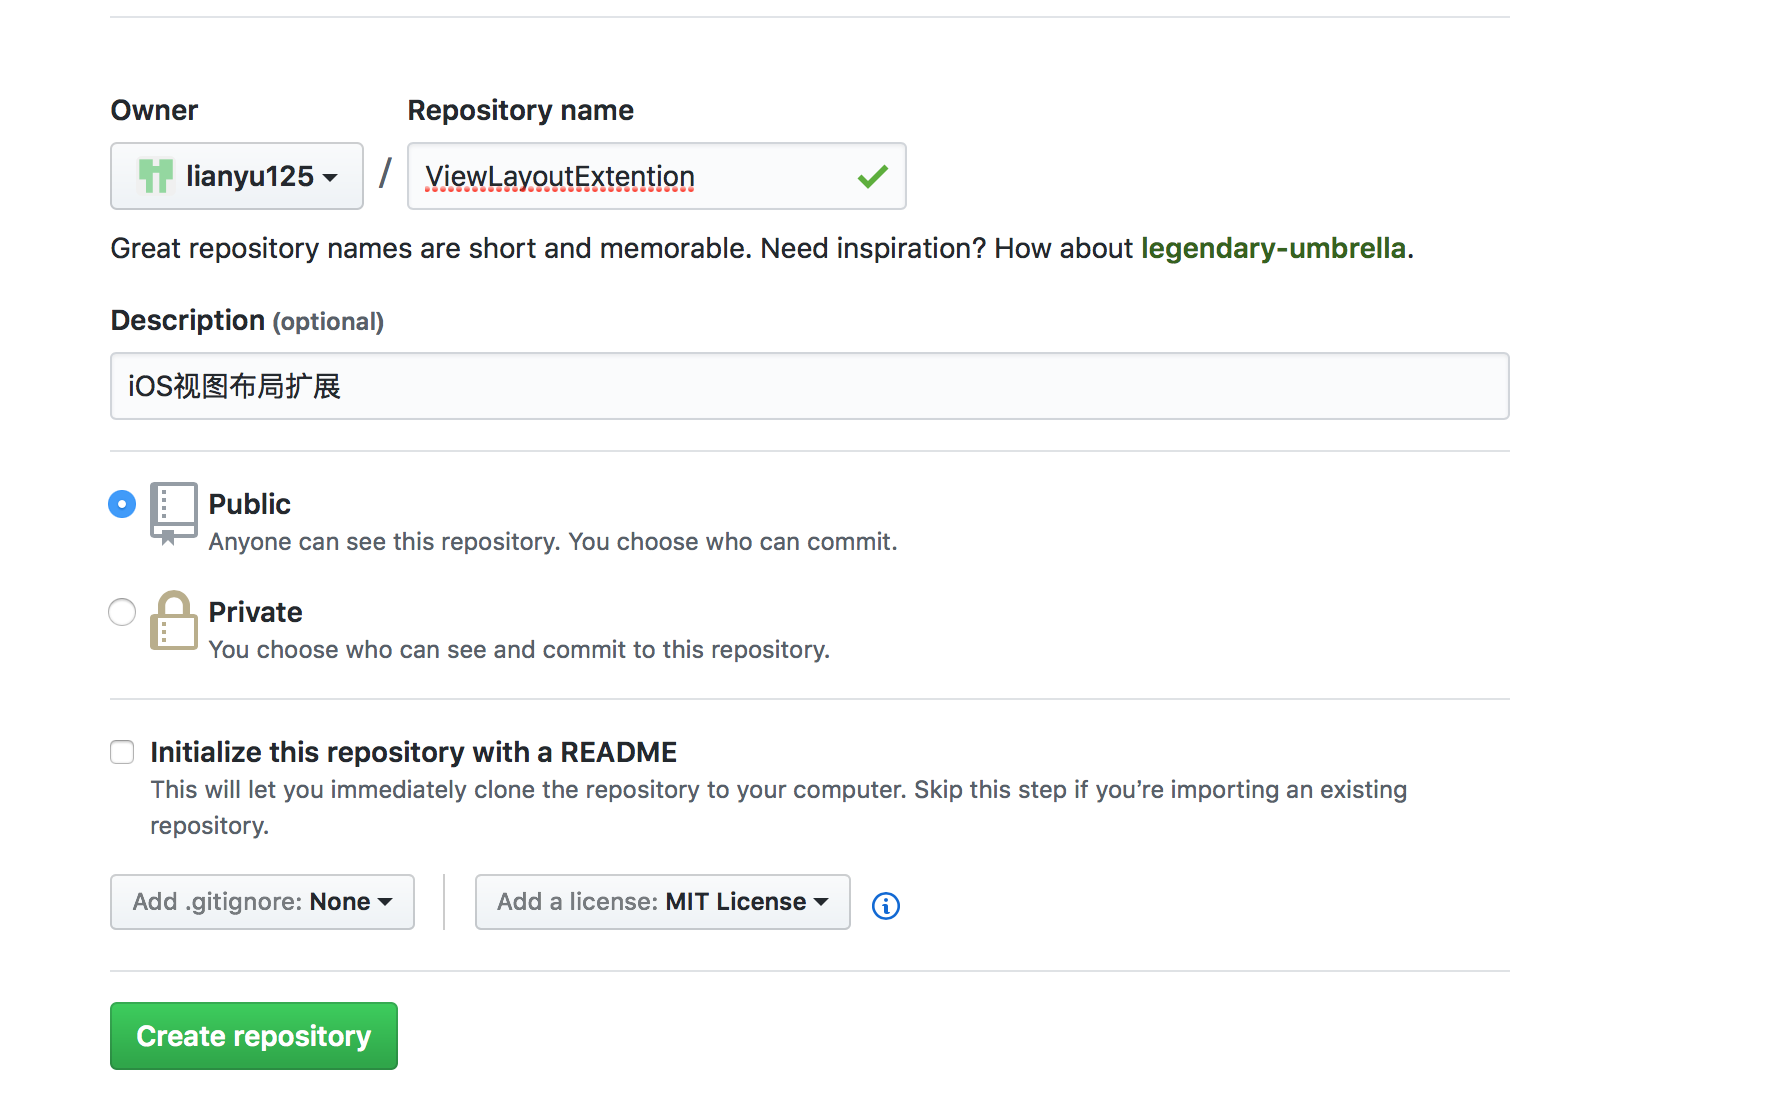 Owner Repository name
lianyu125 / ViewLayoutExtention
Great repository names are short and memorable. Need inspiration? How about legendary-umbrella.
Description (optional)
iOS视图布局扩展
Public
Anyone can see this repository. You choose who can commit.
Private
You choose who can see and commit to this repository.
Initialize this repository with a README
This will let you immediately clone the repository to your computer. Skip this step if you’re importing an existing
repository.
Add .gitignore: None Add a license: MIT License
Create repository